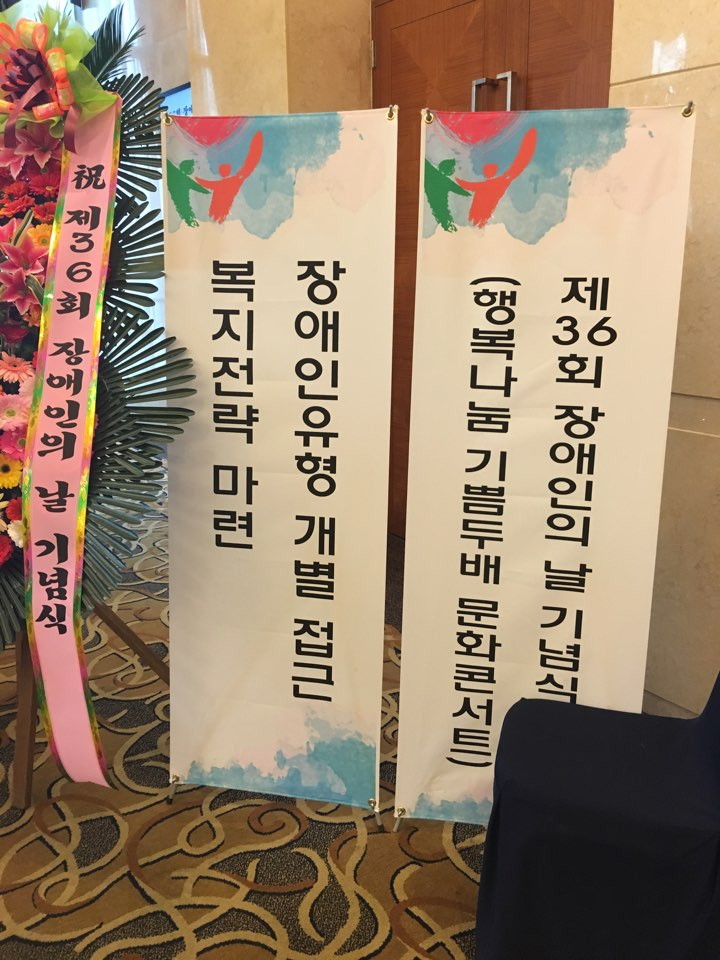 祝 제36회 장애인의 날 기념식
장애인유형 개별 접근
복지전략 마련
제36회 장애인의 날 기념식
(행복나눔 기쁨두배 문화콘서트)